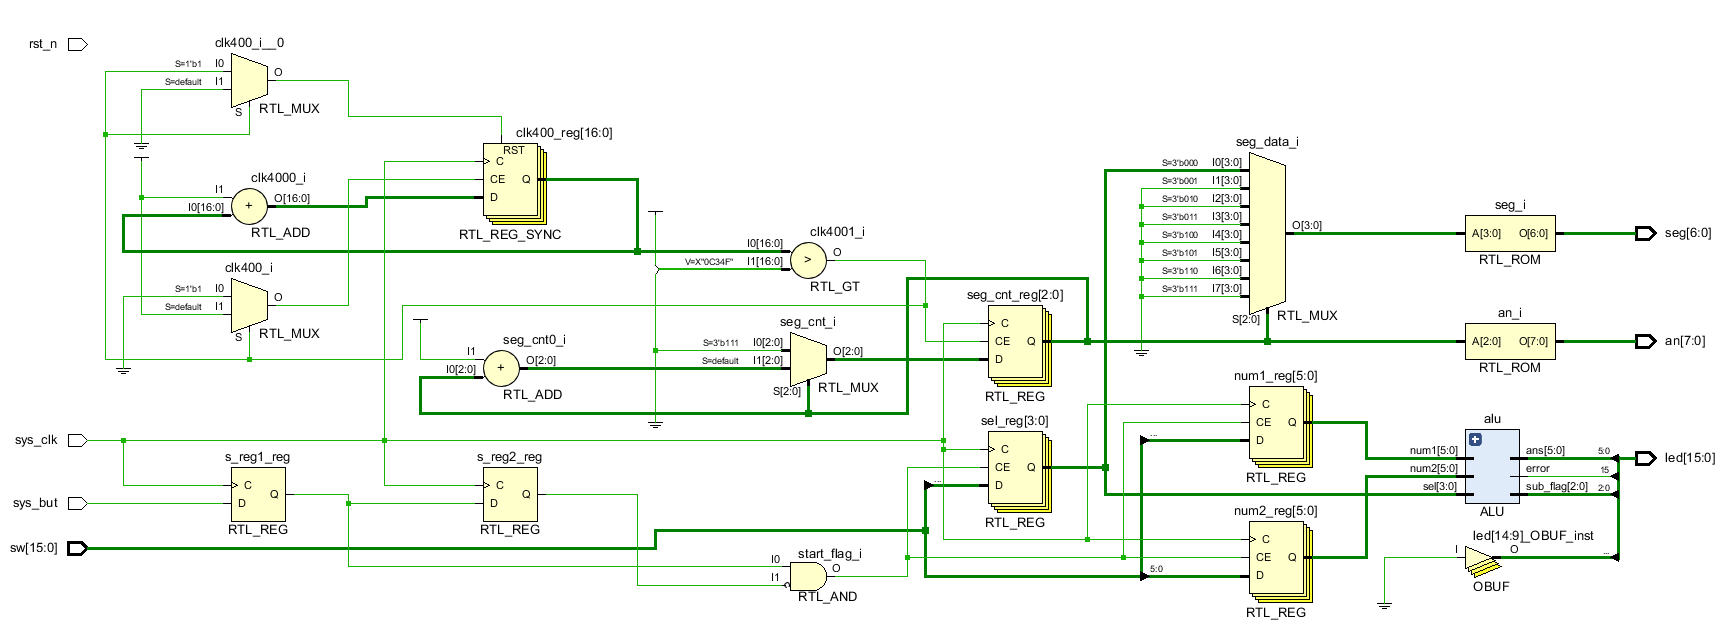 rst_n
clk400_i__0
S=1'b1 I0
S=default I1
O
S
RTL_MUX
clk400_reg[16:0]
RST
C
CE
D
Q
RTL_REG_SYNC
clk4000_i
I1
I0[16:0]
+
O[16:0]
RTL_ADD
clk400_i
S=1'b1 I0
S=default I1
O
S
RTL_MUX
clk4001_i
I0[16:0]
V=X"0C34F" I1[16:0]
>
O
RTL_GT
seg_cnt0_i
I1
I0[2:0]
+
O[2:0]
RTL_ADD
seg_cnt_i
S=3'b111 I0[2:0]
S=default I1[2:0]
O[2:0]
S[2:0]
RTL_MUX
seg_cnt_reg[2:0]
C
CE
D
Q
RTL_REG
seg_data_i
S=3'b000 I0[3:0]
S=3'b001 I1[3:0]
S=3'b010 I2[3:0]
S=3'b011 I3[3:0]
S=3'b100 I4[3:0]
S=3'b101 I5[3:0]
S=3'b110 I6[3:0]
S=3'b111 I7[3:0]
O[3:0]
S[2:0]
RTL_MUX
seg_i
A[3:0] O[6:0]
RTL_ROM
seg[6:0]
an_i
A[2:0] O[7:0]
RTL_ROM
an[7:0]
sys_clk
sys_but
sw[15:0]
s_reg1_reg
C
D
Q
RTL_REG
s_reg2_reg
C
D
Q
RTL_REG
start_flag_i
I0
I1
O
RTL_AND
sel_reg[3:0]
C
CE
D
Q
...
RTL_REG
num1_reg[5:0]
C
CE
D
Q
...
RTL_REG
num2_reg[5:0]
C
CE
D
Q
5:0
RTL_REG
alu
+
num1[5:0] ans[5:0] 5:0
num2[5:0] error 15
sel[3:0] sub_flag[2:0] 2:0
ALU
led[15:0]
led[14:9]_OBUF_inst
I O ...
OBUF